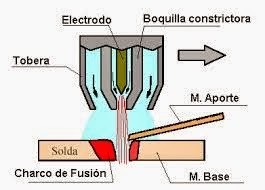 Electrodo
Boquilla constrictora
Tobera
M. Aporte
Solda
Charco de Fusión
M. Base